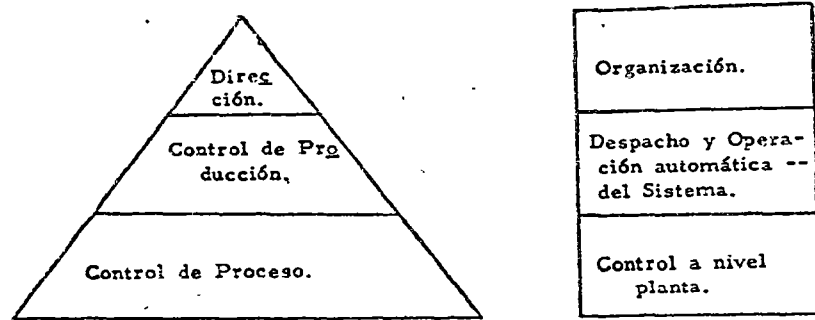 Direc
ción.
Control de Pro
ducción.
Control de Proceso.
Organización.
Despacho y Opera-
ción automática --
del Sistema.
Control a nivel
planta.